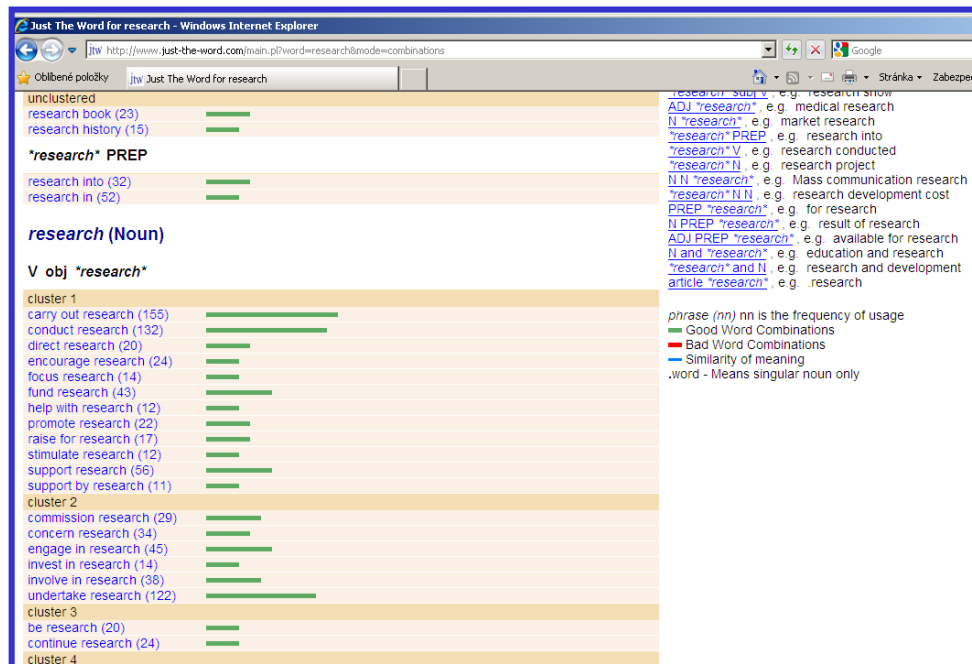 Just The Word for research - Windows Internet Explorer
jtw http://www.just-the-word.com/main.pl?word=research&mode=combinations
Google
Oblíbené položky
jtw Just The Word for research
Stránka
Zabezpe
unclustered
research book (23)
research history (15)
*research* PREP
research into (32)
research in (52)
research (Noun)
V obj *research*
cluster 1
carry out research (155)
conduct research (132)
direct research (20)
encourage research (24)
focus research (14)
fund research (43)
help with research (12)
promote research (22)
raise for research (17)
stimulate research (12)
support research (56)
support by research (11)
cluster 2
commission research (29)
concern research (34)
engage in research (45)
invest in research (14)
involve in research (38)
undertake research (122)
cluster 3
be research (20)
continue research (24)
cluster 4
*research* subj V , e.g. research show
ADJ *research* , e.g. medical research
N *research* , e.g. market research
*research* PREP , e.g. research into
*research* V , e.g. research conducted
*research* N , e.g. research project
N N *research* , e.g. Mass communication research
*research* N N , e.g. research development cost
PREP *research* , e.g. for research
N PREP *research* , e.g. result of research
ADJ PREP *research* , e.g. available for research
N and *research* , e.g. education and research
*research* and N , e.g. research and development
article *research* , e.g. .research
phrase (nn) nn is the frequency of usage
Good Word Combinations
Bad Word Combinations
Similarity of meaning
.word - Means singular noun only